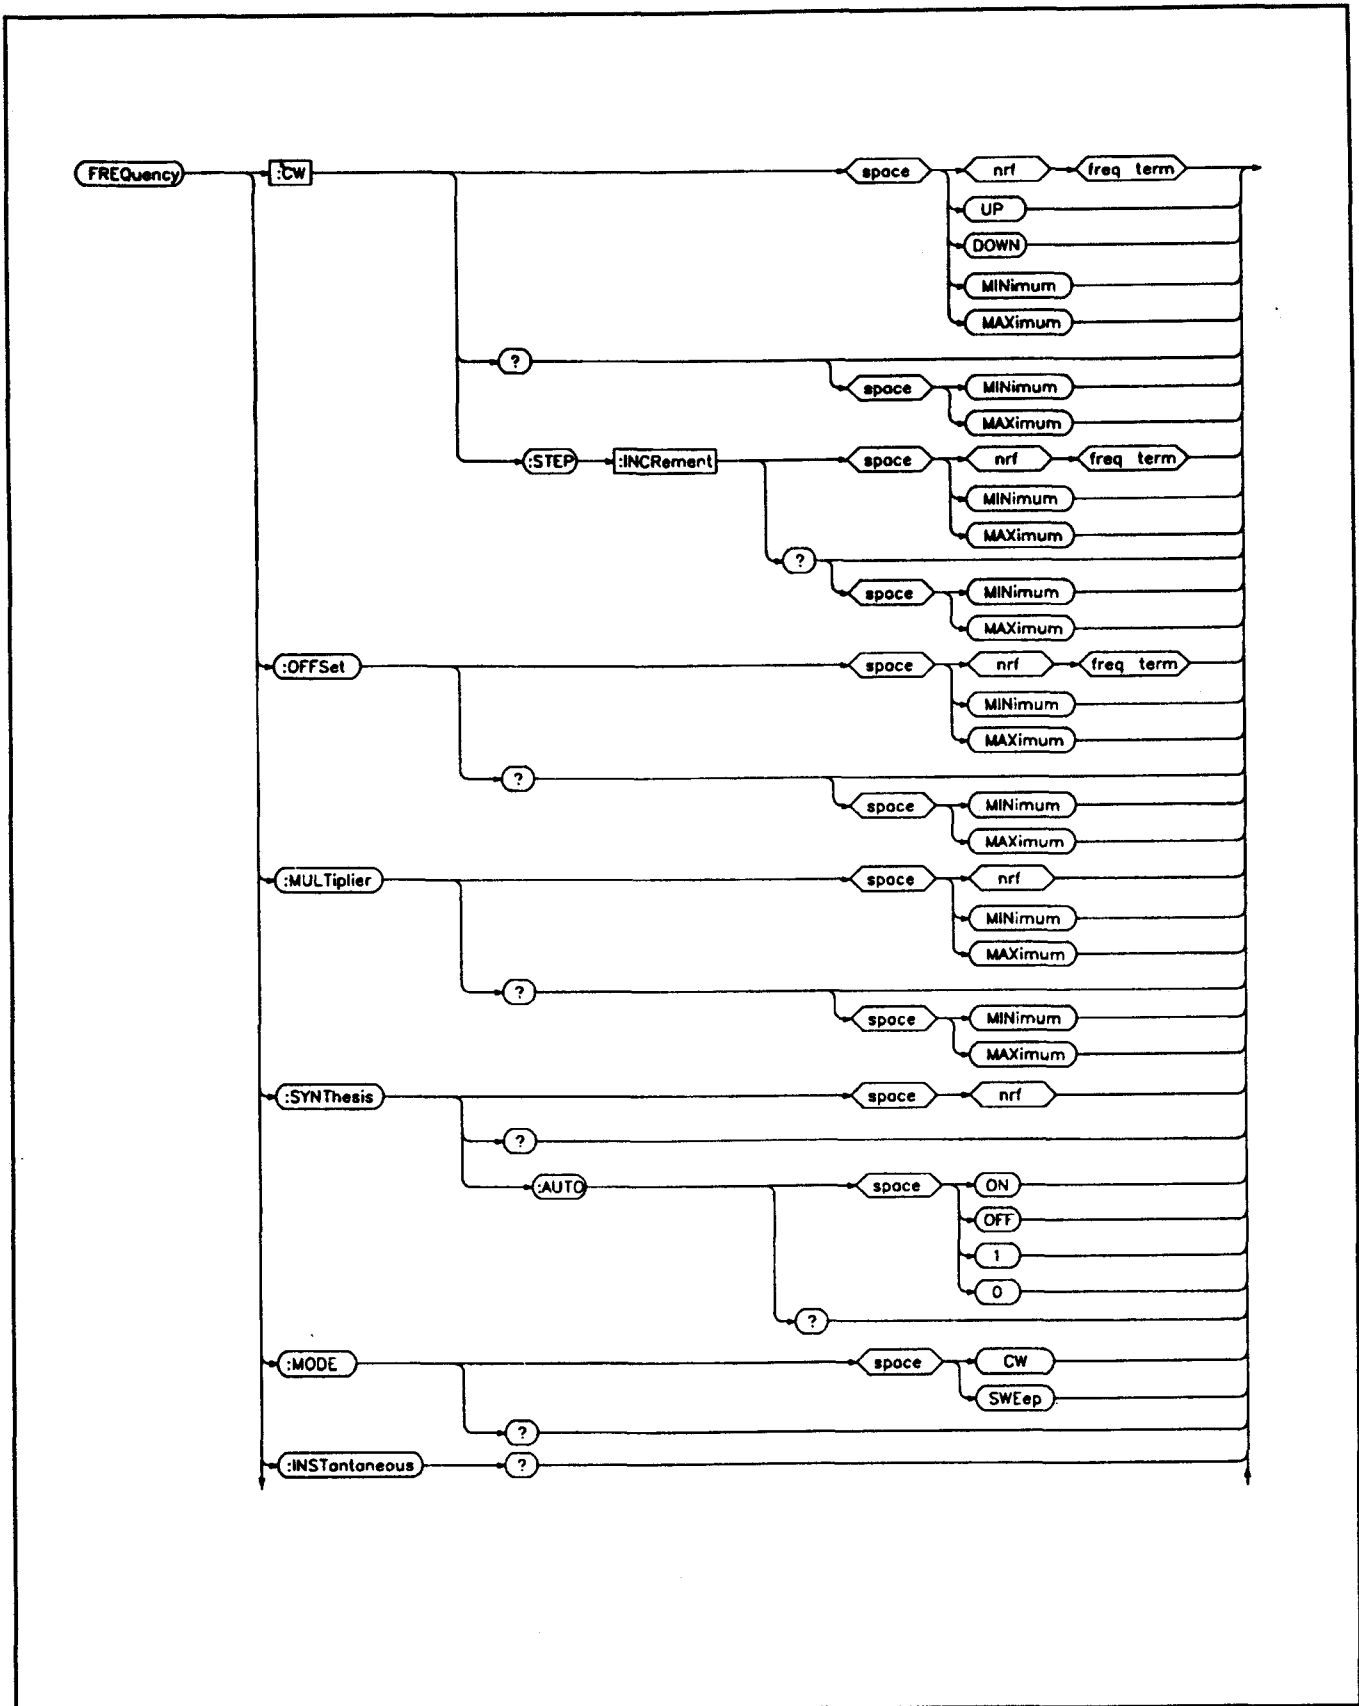 FREQuency :CW space nrf freq term
UP
DOWN
MINimum
MAXimum
?
space MINimum
MAXimum
:STEP :INCRement space nrf freq term
MINimum
MAXimum
?
space MINimum
MAXimum
:OFFSet space nrf freq term
MINimum
MAXimum
?
space MINimum
MAXimum
:MULTiplier space nrf
MINimum
MAXimum
?
space MINimum
MAXimum
:SYNThesis space nrf
?
:AUTO space ON
OFF
1
0
?
:MODE space CW
SWEep
?
:INSTantaneous ?